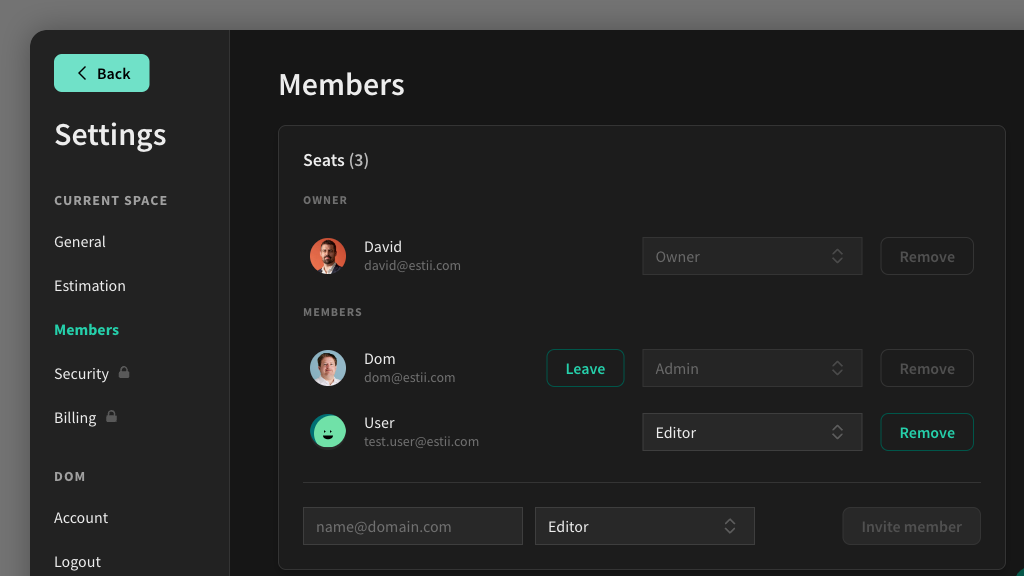 Back
Settings
CURRENT SPACE
General
Estimation
Members
Security
Billing
DOM
Account
Logout
Members
Seats (3)
OWNER
David
david@estii.com
Owner
Remove
MEMBERS
Dom
dom@estii.com
Leave
Admin
Remove
User
test.user@estii.com
Editor
Remove
name@domain.com
Editor
Invite member